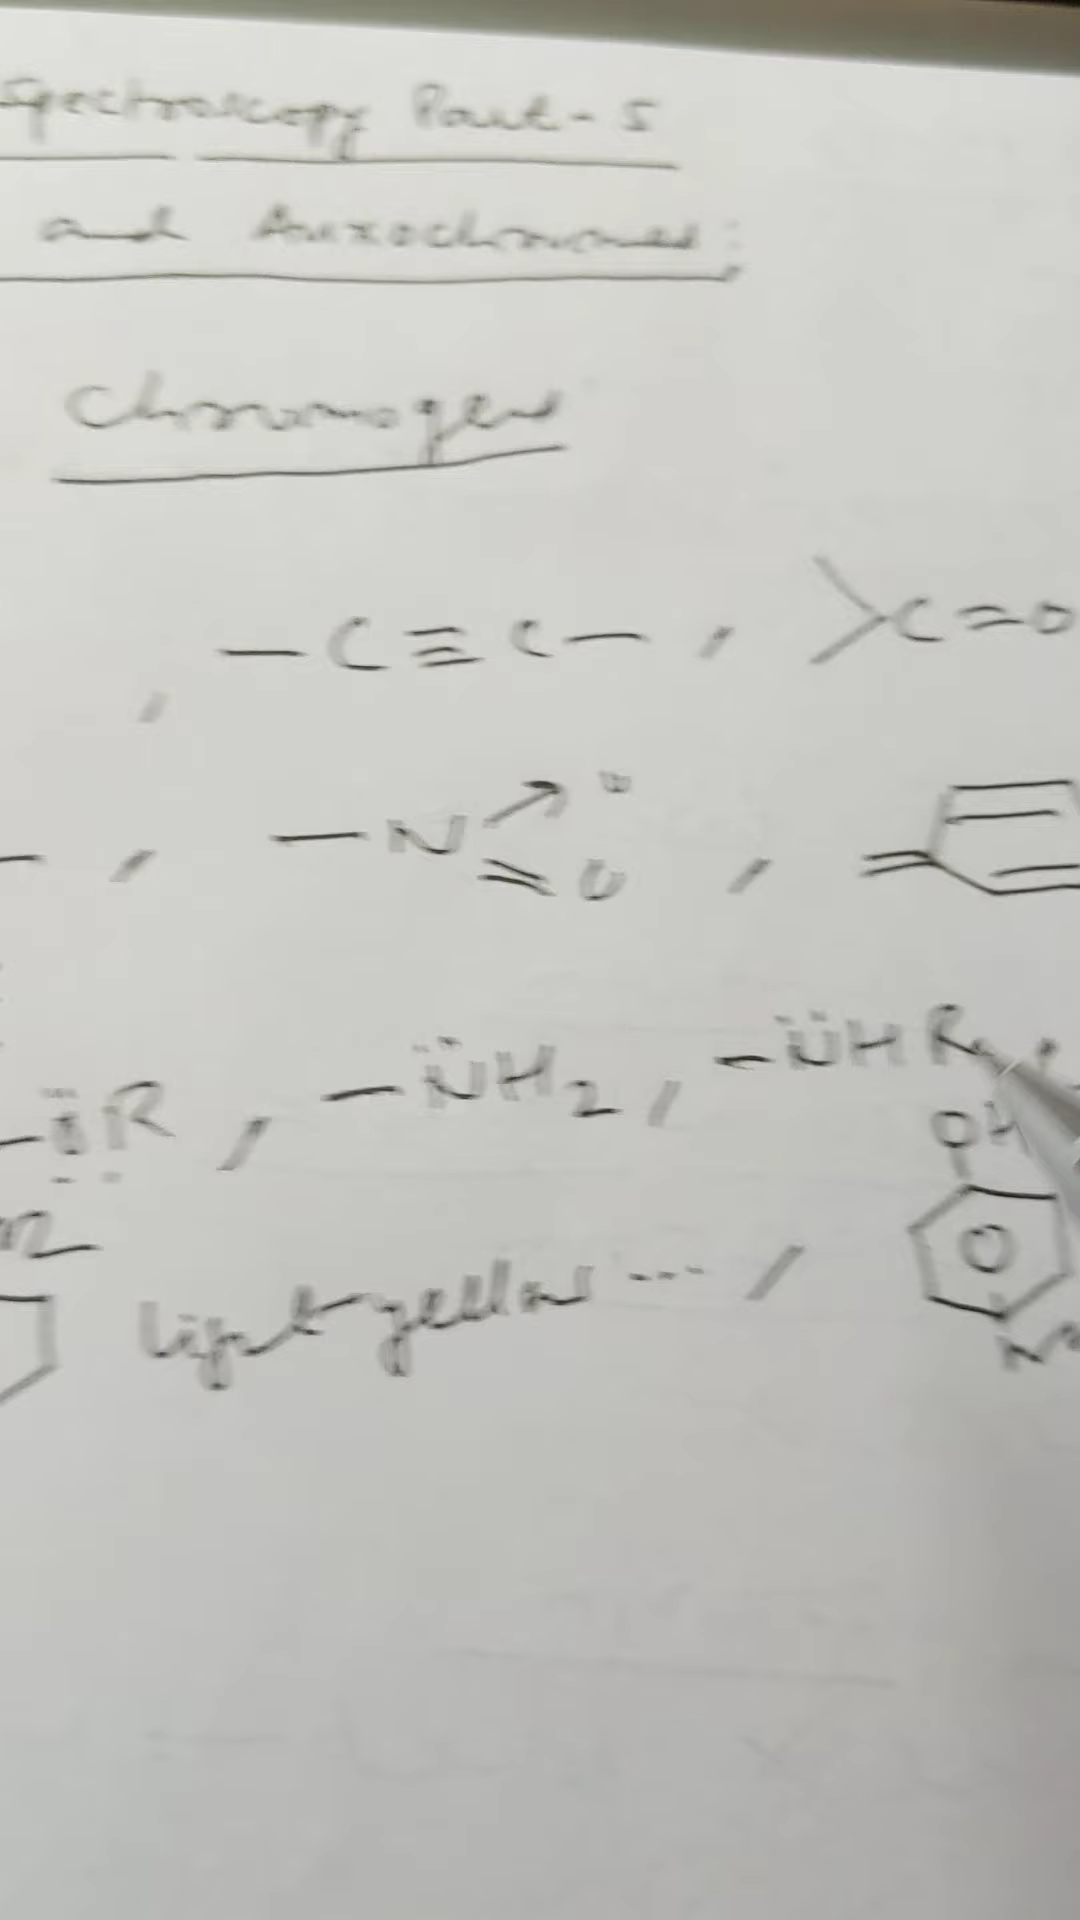 Spectroscopy Part-5
and Auxochromes:
Chromogen
, -C≡C-, >C=O
-, -N→O =O, =
-ÖR, -N̈H2, -N̈HR,
OH
light yellow ..., 
N